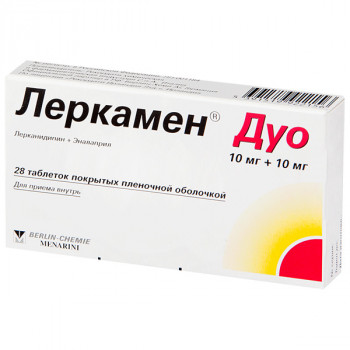 Леркамен® Дуо
10 мг + 10 мг
Лерканидипин + Эналаприл
28 таблеток покрытых пленочной оболочкой
Для приема внутрь
BERLIN-CHEMIE
MENARINI